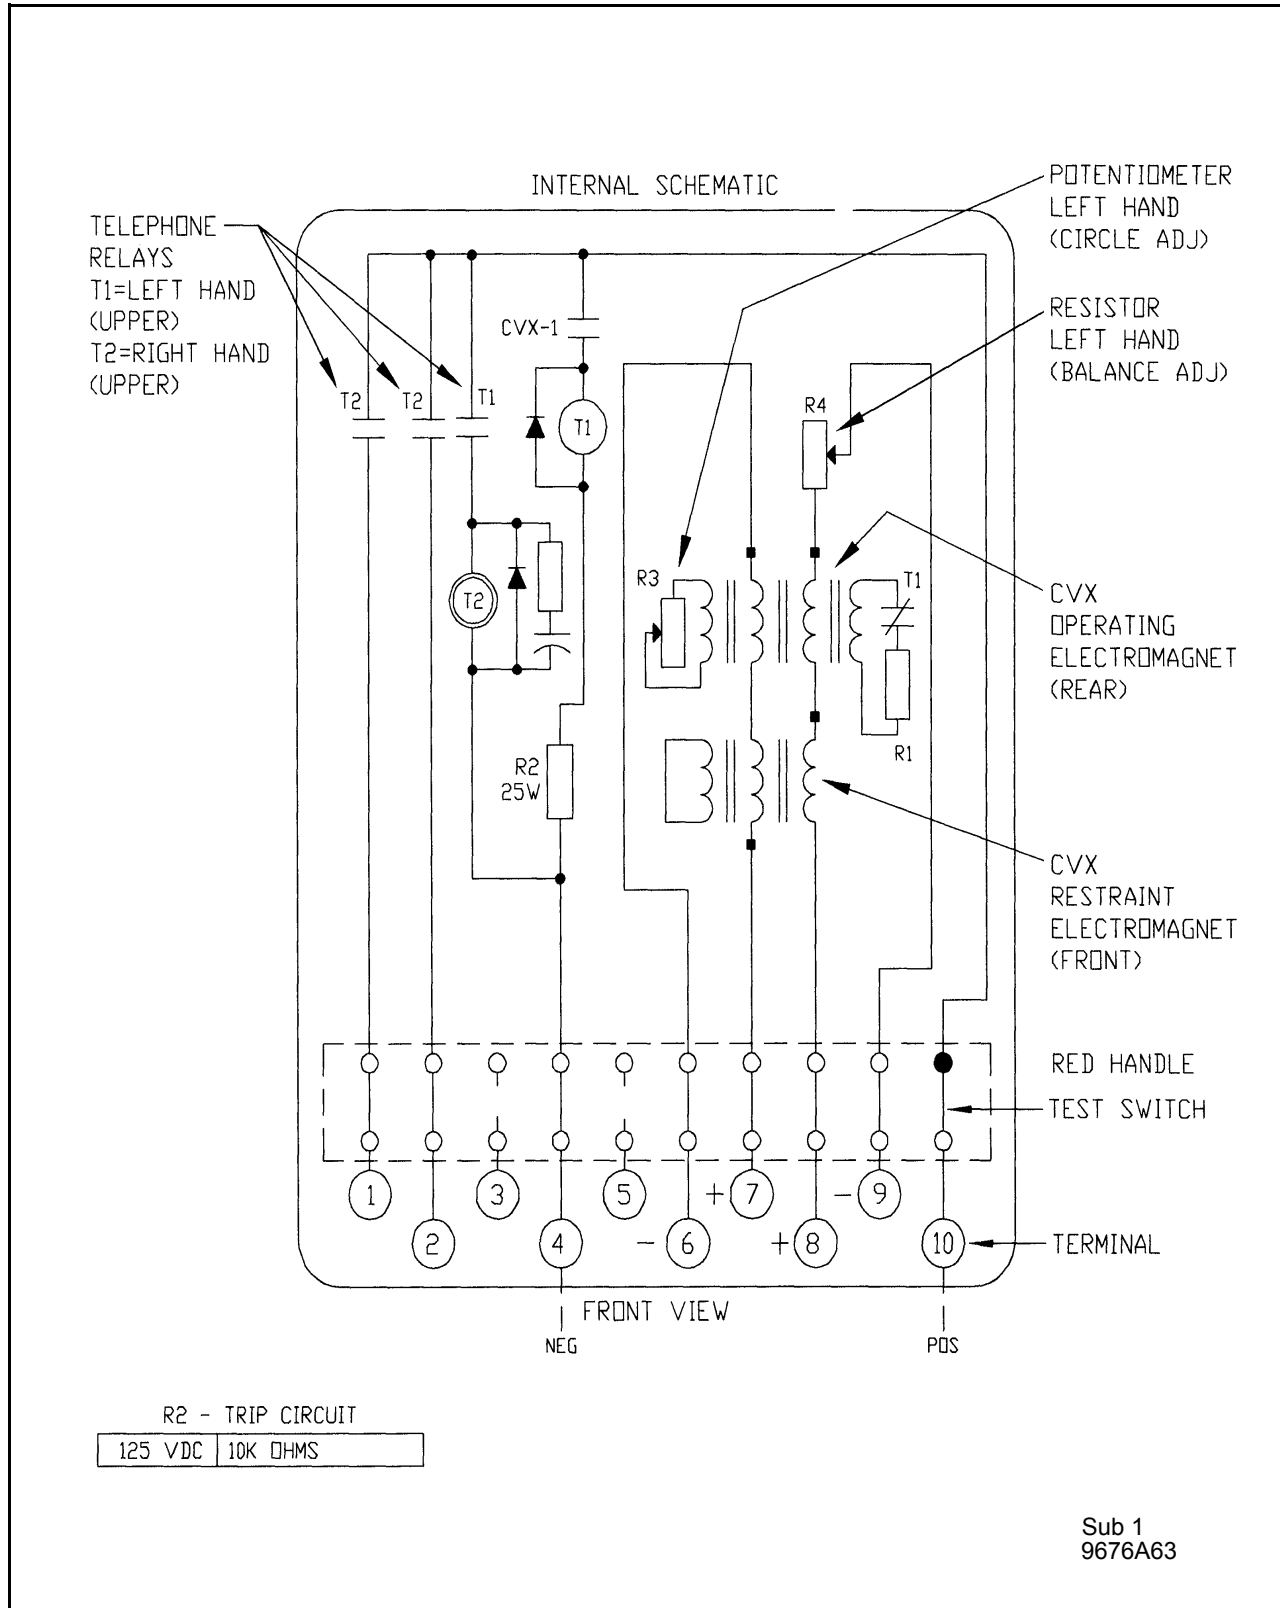 INTERNAL SCHEMATIC
TELEPHONE
RELAYS
T1=LEFT HAND
(UPPER)
T2=RIGHT HAND
(UPPER)
POTENTIOMETER
LEFT HAND
(CIRCLE ADJ)
RESISTOR
LEFT HAND
(BALANCE ADJ)
CVX-1
T2
T2
T1
T1
R4
R3
T2
T1
CVX
OPERATING
ELECTROMAGNET
(REAR)
R2
25W
R1
CVX
RESTRAINT
ELECTROMAGNET
(FRONT)
RED HANDLE
TEST SWITCH
1
3
5
+ 7
- 9
2
4
- 6
+ 8
10
TERMINAL
FRONT VIEW
NEG
POS
R2 - TRIP CIRCUIT
125 VDC 10K OHMS
Sub 1
9676A63